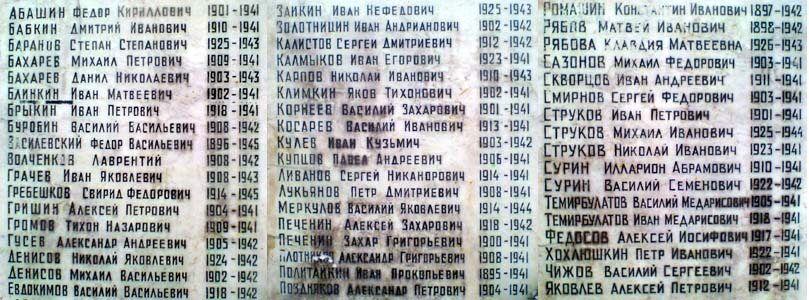 Абашин Федор Кириллович 1901-1941
Бабкин Дмитрий Иванович 1910-1941
Баранов Степан Степанович 1925-1943
Бахарев Михаил Петрович 1909-1941
Бахарев Данил Николаевич 1903-1943
Блинкин Иван Матвеевич 1902-1941
Брыкин Иван Петрович 1918-1941
Буробин Василий Васильевич 1908-1942
Василевский Федор Васильевич 1896-1945
Волченков Лаврентий 1908-1942
Грачев Иван Яковлевич 1908-1943
Гребешков Свирид Федорович 1914-1945
Гришин Алексей Петрович 1904-1941
Громов Тихон Назарович 1909-1941
Гусев Александр Андреевич 1905-1942
Денисов Николай Яковлевич 1924-1942
Денисов Михаил Васильевич 1902-1942
Евдокимов Василий Васильевич 1918-1942
Заикин Иван Нефедович 1925-1943
Золотницин Иван Андрианович 1902-1942
Калистов Сергей Дмитриевич 1912-1942
Калмыков Иван Егорович 1923-1941
Карпов Николай Иванович 1910-1943
Климкин Яков Тихонович 1902-1941
Корнеев Василий Захарович 1901-1941
Косарев Василий Иванович 1913-1941
Кулев Иван Кузьмич 1903-1942
Купцов Павел Андреевич 1906-1941
Ливанов Сергей Никанорович 1914-1941
Лукьянов Петр Дмитриевич 1908-1941
Меркулов Василий Яковлевич 1914-1944
Печенин Алексей Захарович 1918-1942
Печенин Захар Григорьевич 1900-1941
Плотник Александр Григорьевич 1908-1941
Политанкин Иван Прокопьевич 1895-1941
Поздняков Александр Петрович 1904-1941
Ромашин Константин Иванович 1897-1942
Рябов Матвей Иванович 1898-1942
Рябова Клавдия Матвеевна 1926-1943
Сазонов Михаил Федорович 1903-1941
Скворцов Иван Андреевич 1911-1941
Смирнов Сергей Федорович 1903-1941
Струков Иван Петрович 1901-1941
Струков Михаил Иванович 1925-1944
Струков Николай Иванович 1923-1941
Сурин Илларион Абрамович 1910-1941
Сурин Василий Семенович 1922-1942
Темирбулатов Василий Медарисович 1905-1941
Темирбулатов Иван Медарисович 1918-1941
Федосов Алексей Иосифович 1917-1941
Хохлюшкин Петр Иванович 1922-1941
Чижов Василий Сергеевич 1902-1942
Яковлев Алексей Петрович 1912-1941